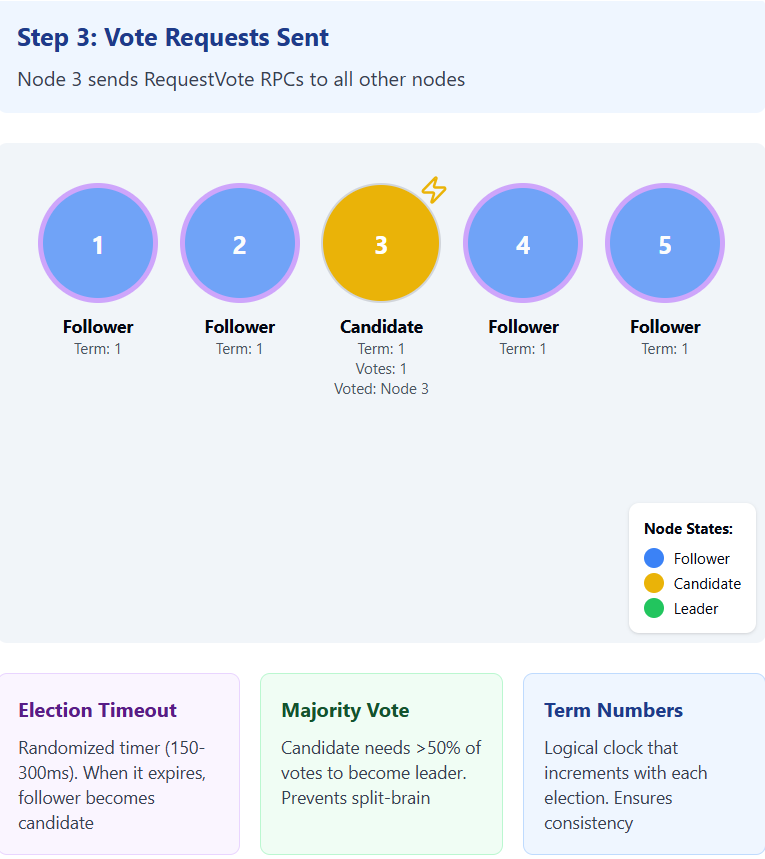 Step 3: Vote Requests Sent
Node 3 sends RequestVote RPCs to all other nodes
1
2
3
4
5
Follower
Follower
Candidate
Follower
Follower
Term: 1
Term: 1
Term: 1
Term: 1
Term: 1
Votes: 1
Voted: Node 3
Node States:
Follower
Candidate
Leader
Election Timeout
Randomized timer (150-
300ms). When it expires,
follower becomes
candidate
Majority Vote
Candidate needs >50% of
votes to become leader.
Prevents split-brain
Term Numbers
Logical clock that
increments with each
election. Ensures
consistency